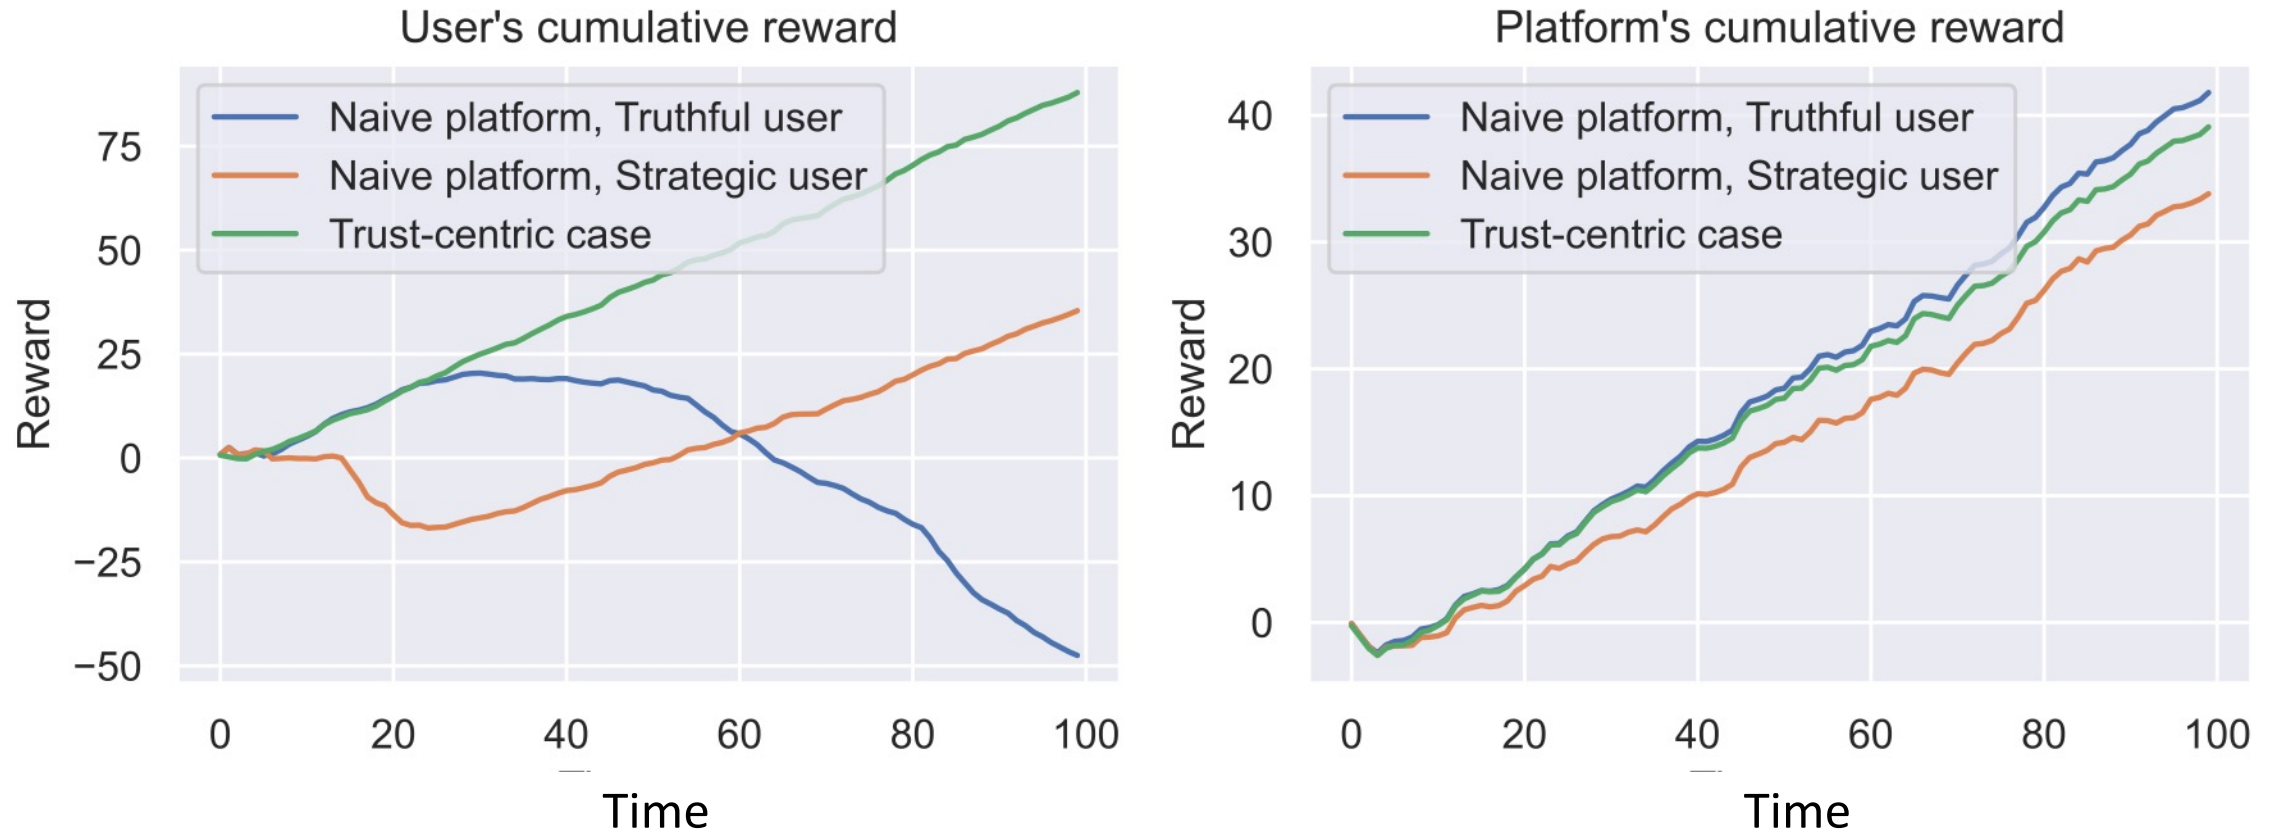 User's cumulative reward
Naive platform, Truthful user
Naive platform, Strategic user
Trust-centric case
75
50
25
0
−25
−50
Reward
0 20 40 60 80 100
Time
Platform's cumulative reward
Naive platform, Truthful user
Naive platform, Strategic user
Trust-centric case
40
30
20
10
0
Reward
0 20 40 60 80 100
Time